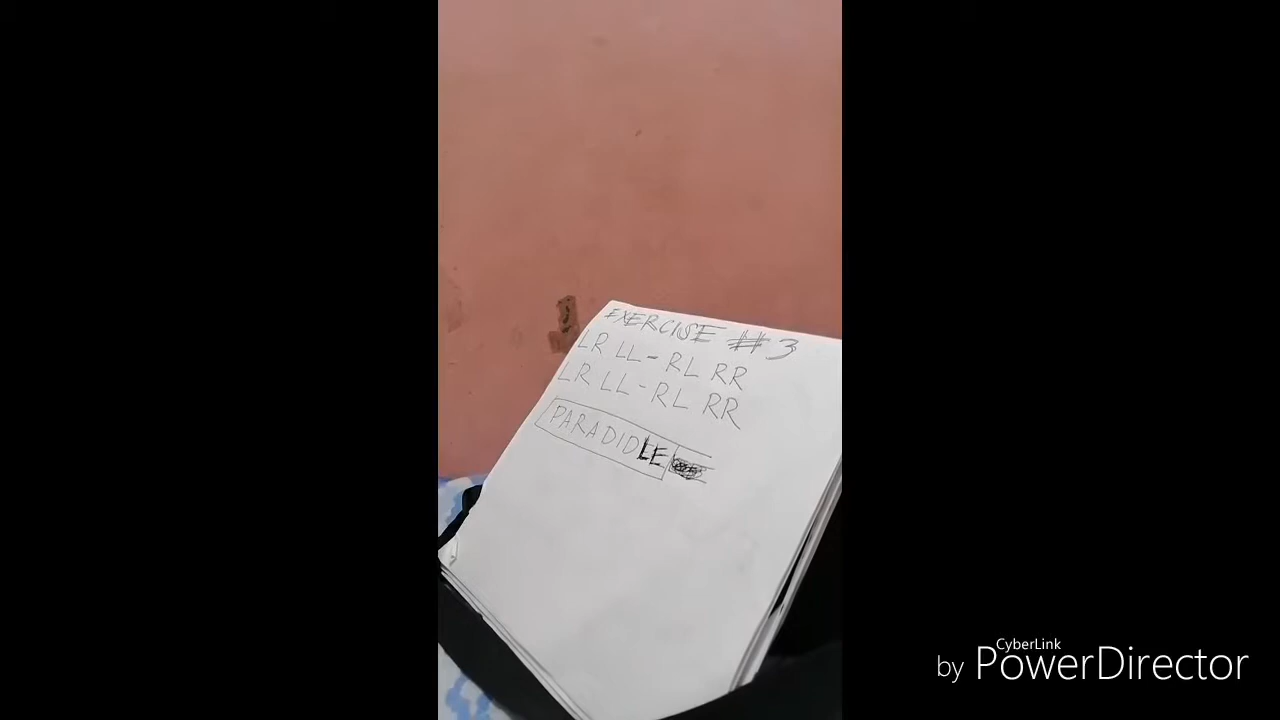 EXERCISE #3
LR LL - RL RR
LR LL - RL RR
PARADIDLE
CyberLink
by PowerDirector